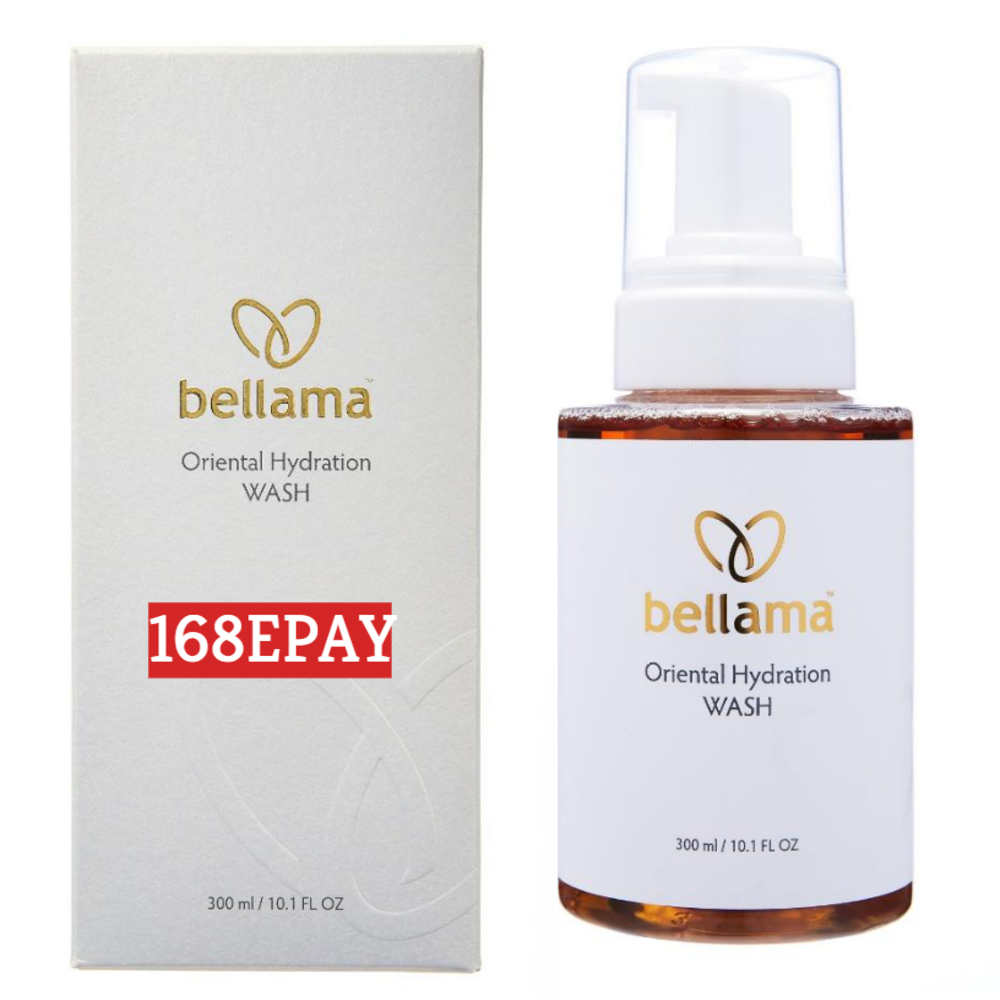 bellama
Oriental Hydration
WASH
168EPAY
300 ml / 10.1 FL OZ
bellama™
Oriental Hydration
WASH
300 ml / 10.1 FL OZ